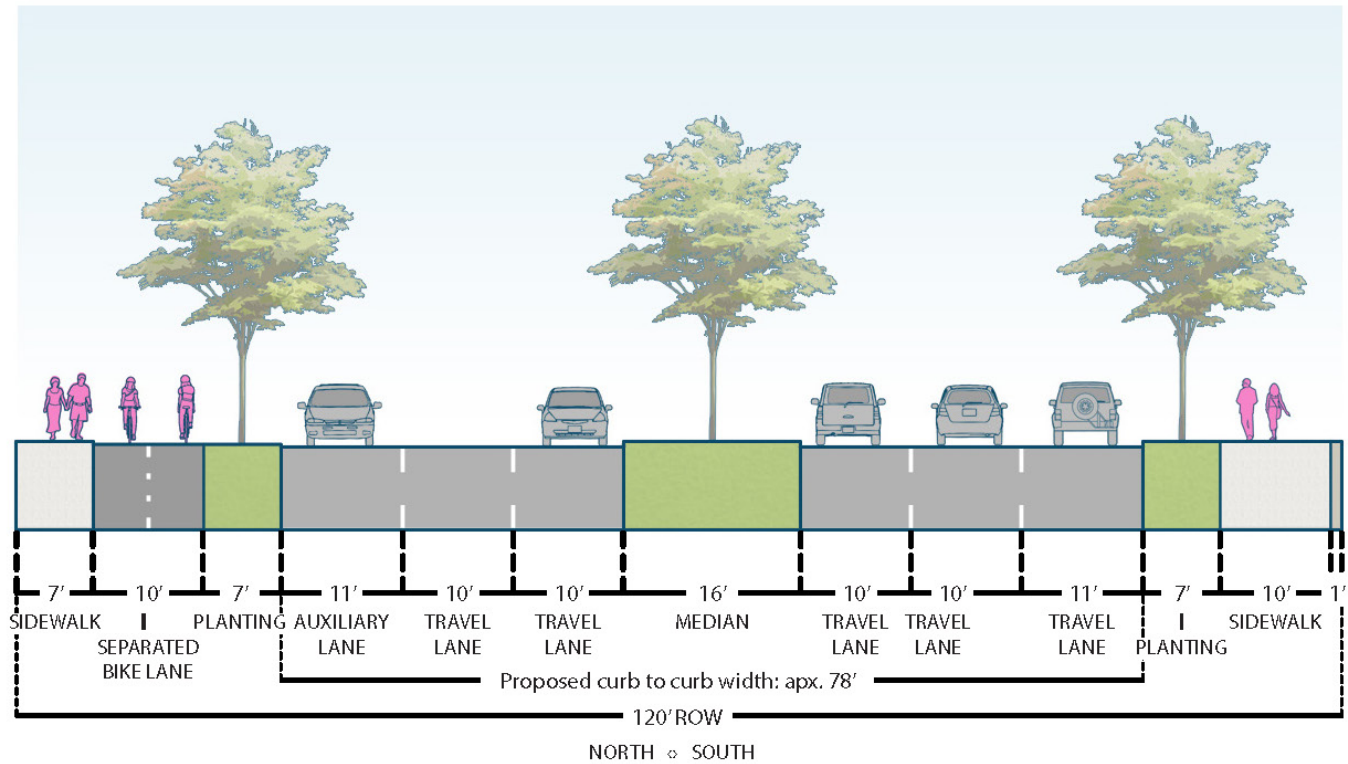 7’ 10’ 7’ 11’ 10’ 10’ 16’ 10’ 10’ 11’ 7’ 10’ 1’
SIDEWALK PLANTING AUXILIARY TRAVEL TRAVEL MEDIAN TRAVEL TRAVEL TRAVEL SIDEWALK
SEPARATED LANE LANE LANE LANE LANE LANE PLANTING
BIKE LANE
Proposed curb to curb width: apx. 78’
120’ ROW
NORTH SOUTH